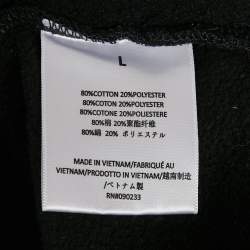 L
80%COTTON 20%POLYESTER
80%COTTON 20%POLYESTER
80%COTONE 20%POLIESTERE
80%棉 20%聚酯纤维
80%綿 20% ポリエステル
MADE IN VIETNAM/FABRIQUÉ AU
VIETNAM/PRODOTTO IN VIETNAM/越南制造
/ベトナム製
RN#090233